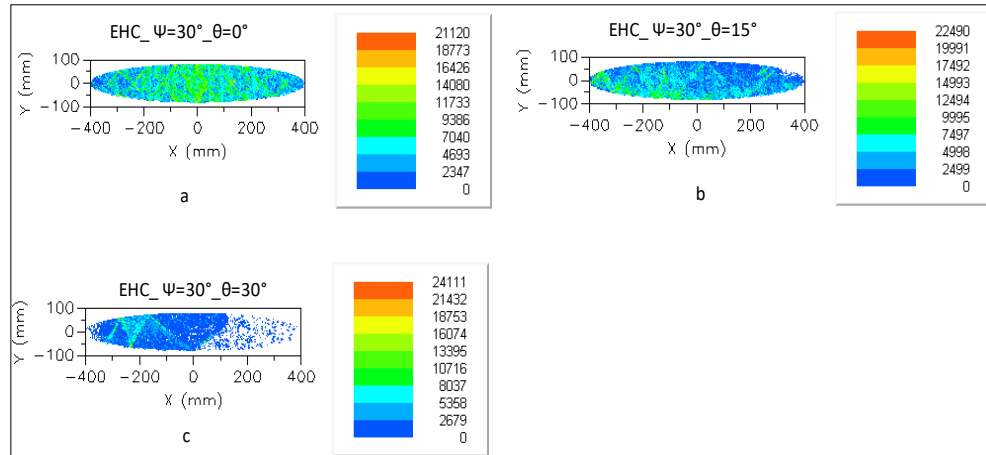 EHC_ Ψ=30°_θ=0°
100
0
−100
Y (mm)
−400 −200 0 200 400
X (mm)
a
21120
18773
16426
14080
11733
9386
7040
4693
2347
0
EHC_ Ψ=30°_θ=15°
100
0
−100
Y (mm)
−400 −200 0 200 400
X (mm)
b
22490
19991
17492
14993
12494
9995
7497
4998
2499
0
EHC_ Ψ=30°_θ=30°
100
0
−100
Y (mm)
−400 −200 0 200 400
X (mm)
c
24111
21432
18753
16074
13395
10716
8037
5358
2679
0